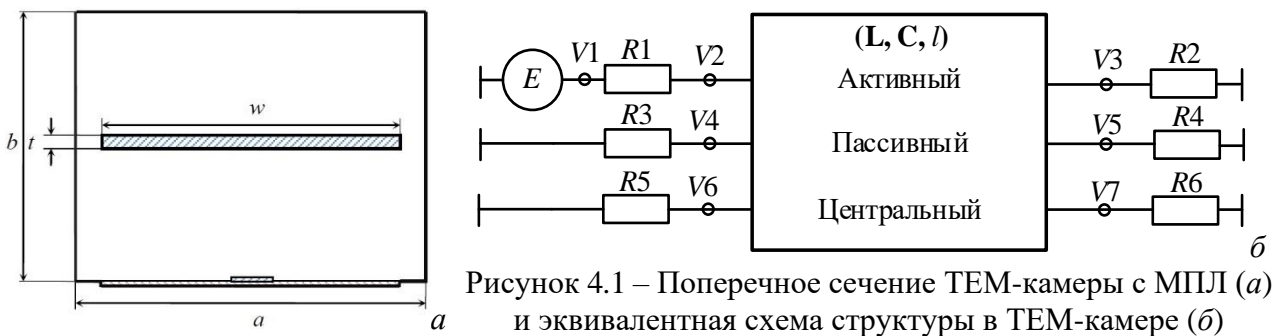 w
b
t
a
а
(L, C, l)
E
V1
R1
V2
Активный
V3
R2
R3
V4
Пассивный
V5
R4
R5
V6
Центральный
V7
R6
б
Рисунок 4.1 – Поперечное сечение ТЕМ-камеры с МПЛ (а)
и эквивалентная схема структуры в ТЕМ-камере (б)